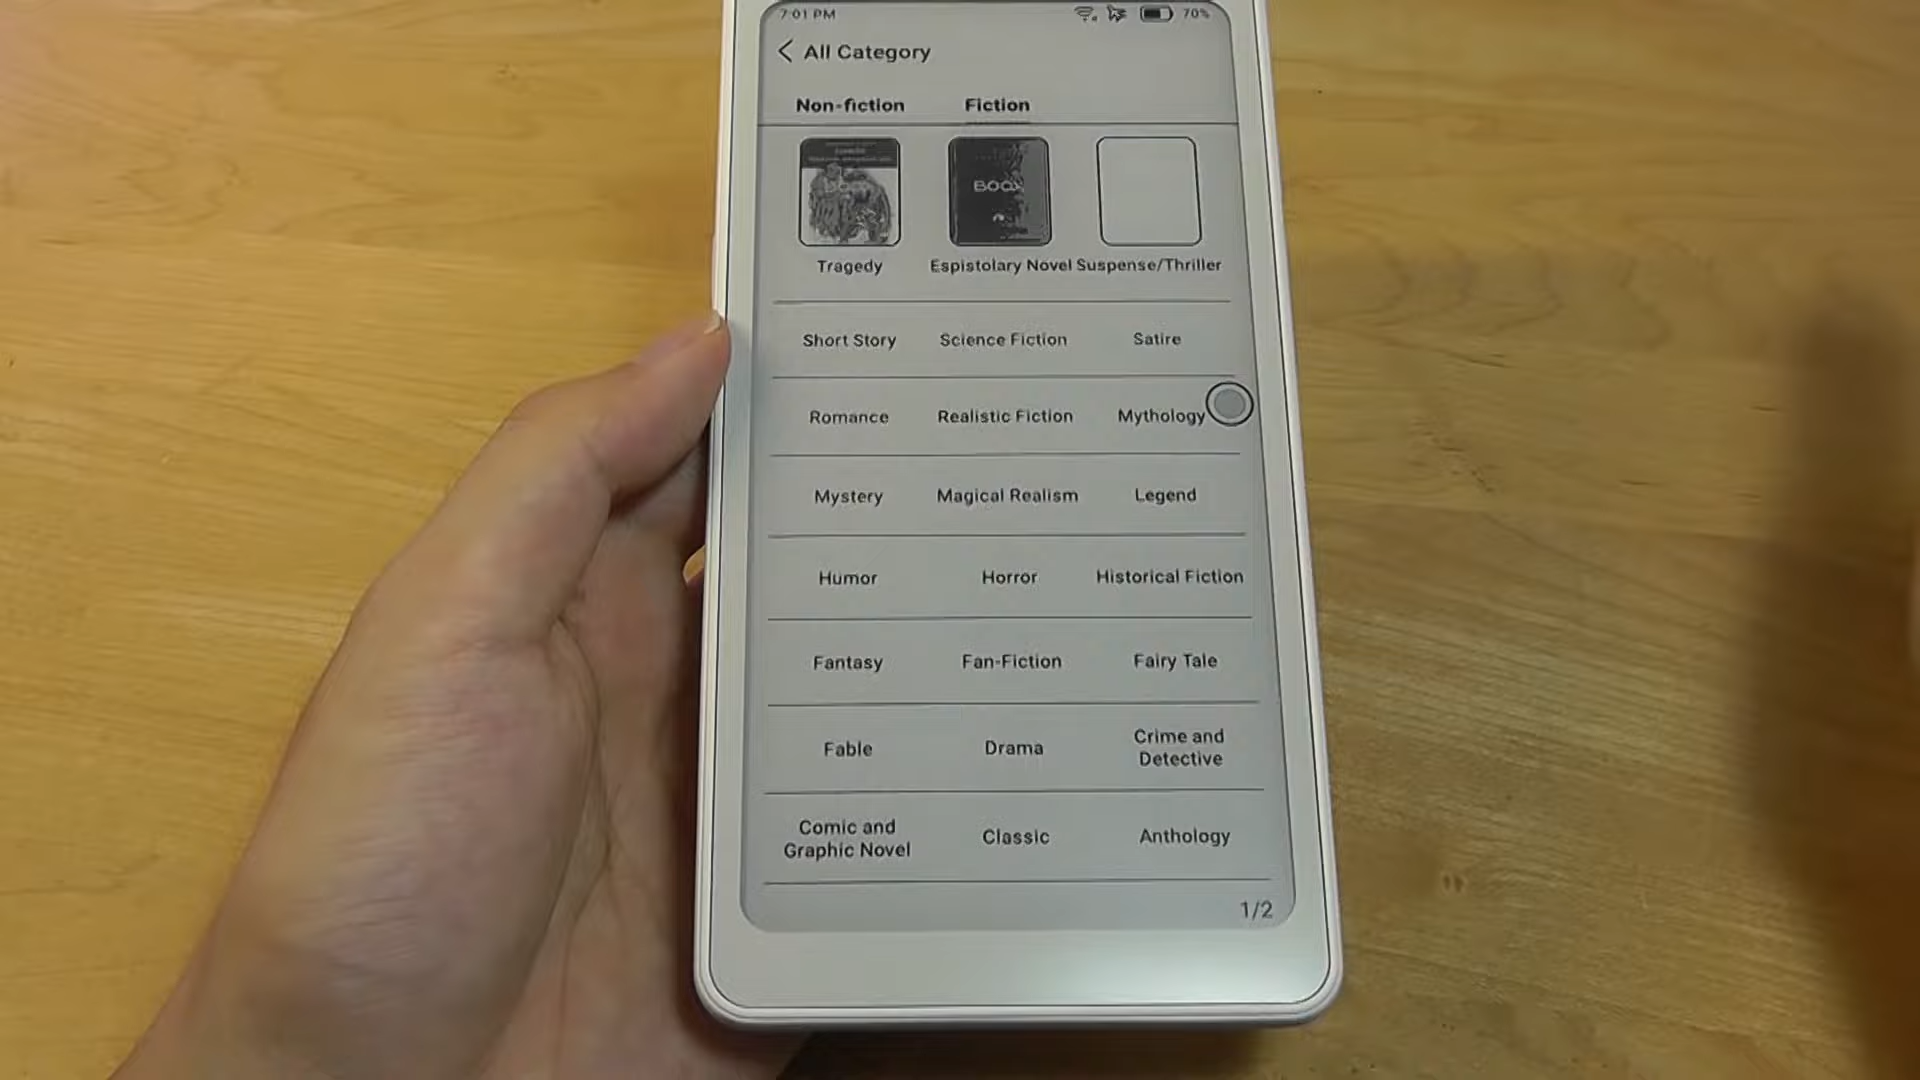 7:01 PM 70%
All Category
Non-fiction Fiction
BOOX
Tragedy Espistolary Novel Suspense/Thriller
Short Story Science Fiction Satire
Romance Realistic Fiction Mythology
Mystery Magical Realism Legend
Humor Horror Historical Fiction
Fantasy Fan-Fiction Fairy Tale
Fable Drama Crime and
Detective
Comic and
Graphic Novel Classic Anthology
1/2